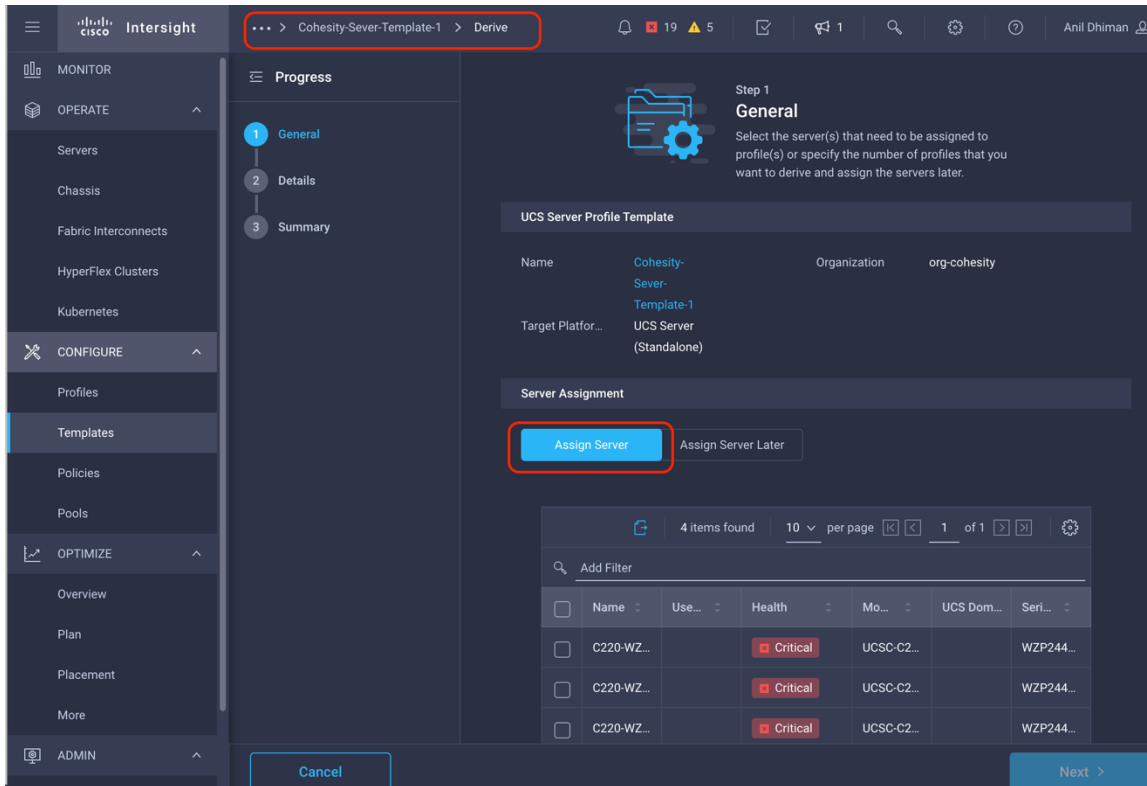 CISCO Intersight
••• > Cohesity-Sever-Template-1 > Derive
19 5 1 Anil Dhiman
MONITOR
OPERATE
Servers
Chassis
Fabric Interconnects
HyperFlex Clusters
Kubernetes
CONFIGURE
Profiles
Templates
Policies
Pools
OPTIMIZE
Overview
Plan
Placement
More
ADMIN
Progress
1 General
2 Details
3 Summary
Step 1
General
Select the server(s) that need to be assigned to
profile(s) or specify the number of profiles that you
want to derive and assign the servers later.
UCS Server Profile Template
Name
Cohesity-
Sever-
Template-1
Organization org-cohesity
Target Platfor...
UCS Server
(Standalone)
Server Assignment
Assign Server Assign Server Later
4 items found 10 per page 1 of 1
Add Filter
Name Use... Health Mo... UCS Dom... Seri...
C220-WZ... Critical UCSC-C2... WZP244...
C220-WZ... Critical UCSC-C2... WZP244...
C220-WZ... Critical UCSC-C2... WZP244...
Cancel Next >